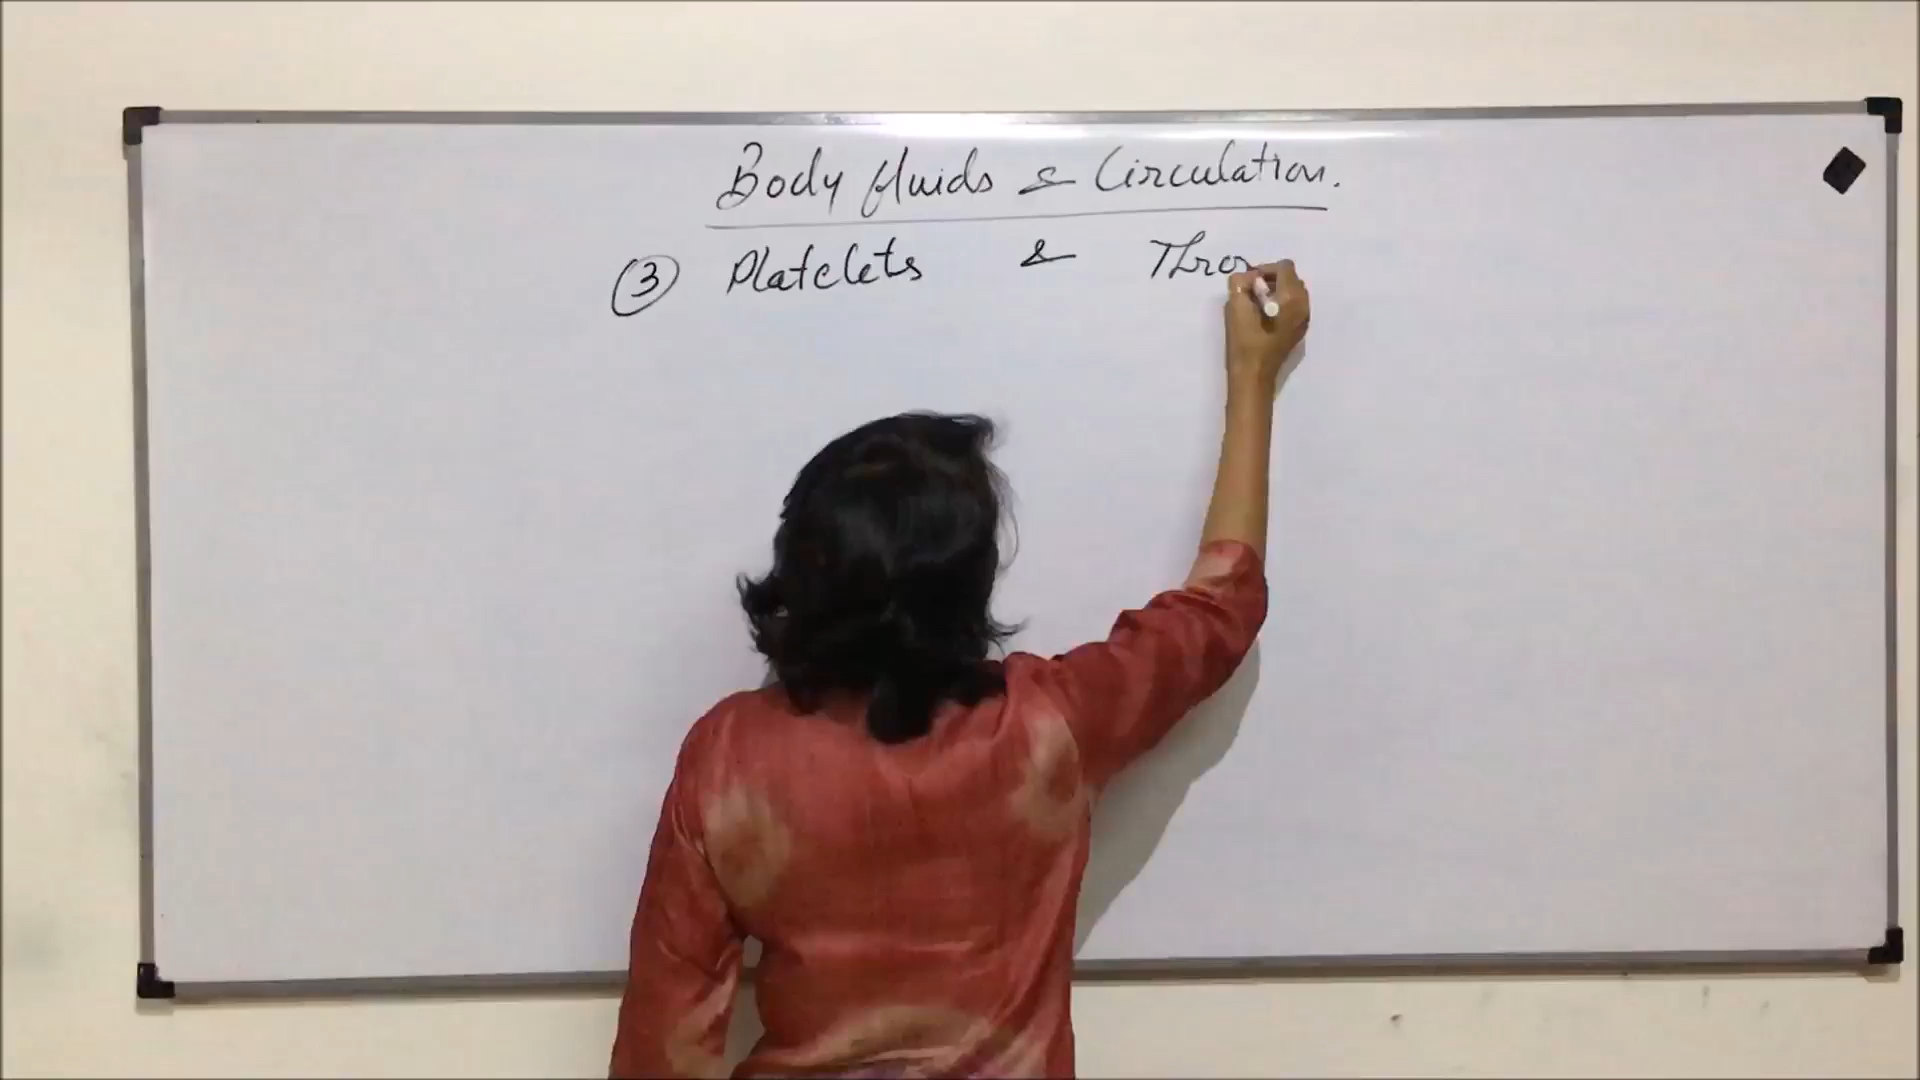 Body fluids & Circulation.
3 Platelets & Thro